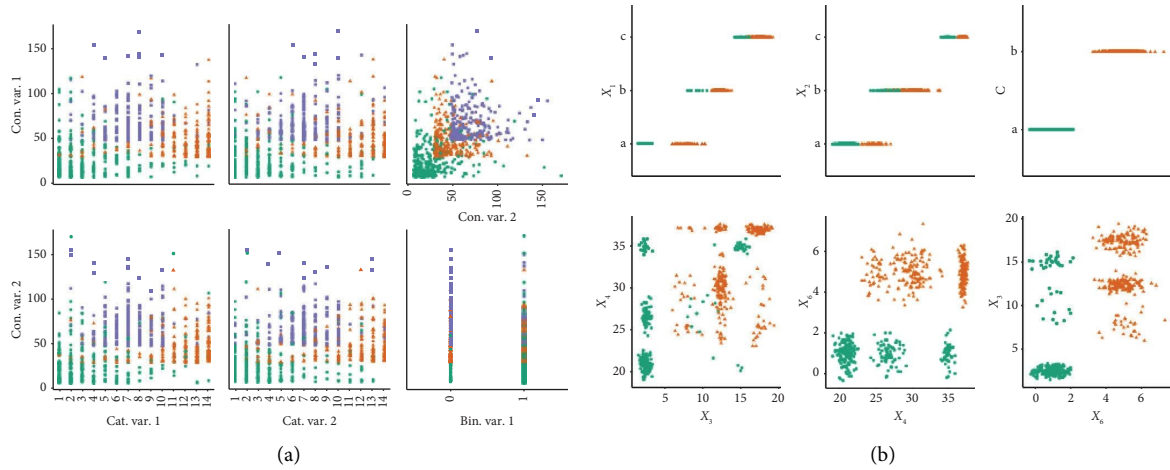 Con. var. 1
150
100
50
0
0
50
100
150
Con. var. 2
Con. var. 2
150
100
50
0
1 2 3 4 5 6 7 8 9 10 11 12 13 14
Cat. var. 1
1 2 3 4 5 6 7 8 9 10 11 12 13 14
Cat. var. 2
0 1
Bin. var. 1
(a)
X1
c
b
a
X2
c
b
a
C
b
a
X4
35
30
25
20
5 10 15 20
X3
X6
6
4
2
0
20 25 30 35
X4
X3
20
15
10
5
0 2 4 6
X6
(b)